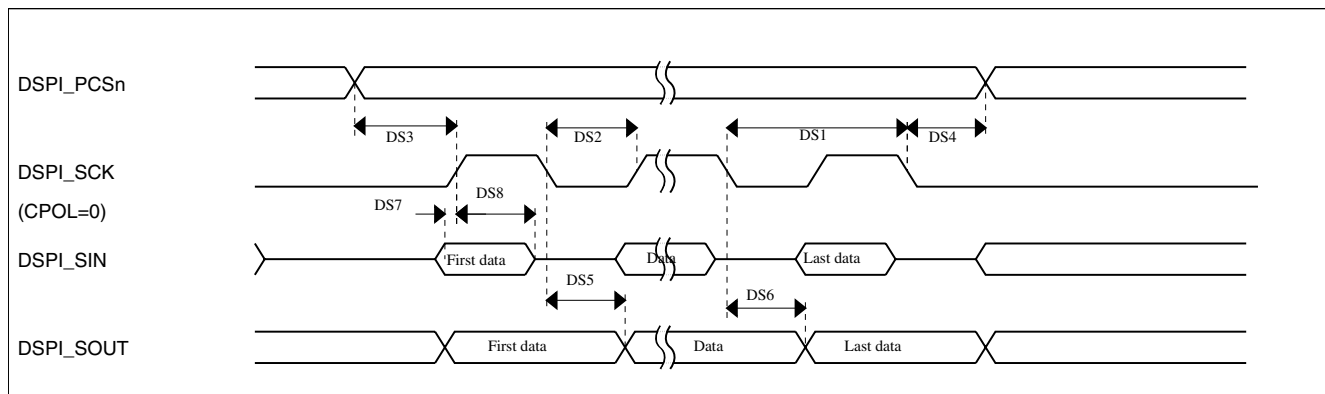 DSPI_PCSn
DS3
DS2
DS1
DS4
DSPI_SCK
(CPOL=0)
DS7
DS8
DSPI_SIN
First data
Data
Last data
DS5
DS6
DSPI_SOUT
First data
Data
Last data